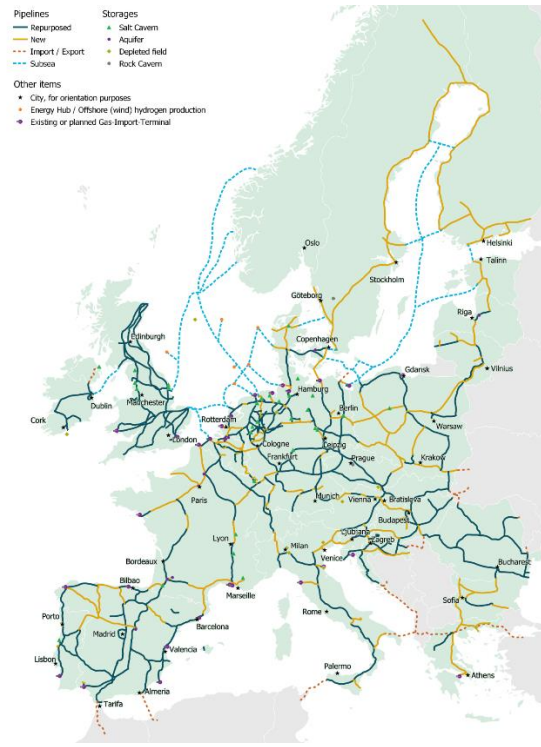 Pipelines
Repurposed
New
Import / Export
Subsea
Storages
Salt Cavern
Aquifer
Depleted field
Rock Cavern
Other items
City, for orientation purposes
Energy Hub / Offshore (wind) hydrogen production
Existing or planned Gas-Import-Terminal
Oslo
Helsinki
Talinn
Stockholm
Göteborg
Riga
Edinburgh
Copenhagen
Vilnius
Dublin
Manchester
Hamburg
Gdansk
Cork
Rotterdam
Berlin
London
Warsaw
Cologne
Leipzig
Frankfurt
Prague
Krakow
Paris
Munich
Vienna
Bratislava
Budapest
Lyon
Ljubljana
Zagreb
Milan
Venice
Bordeaux
Bucharest
Bilbao
Marseille
Sofia
Porto
Barcelona
Rome
Madrid
Lisbon
Valencia
Palermo
Athens
Almeria
Tarifa